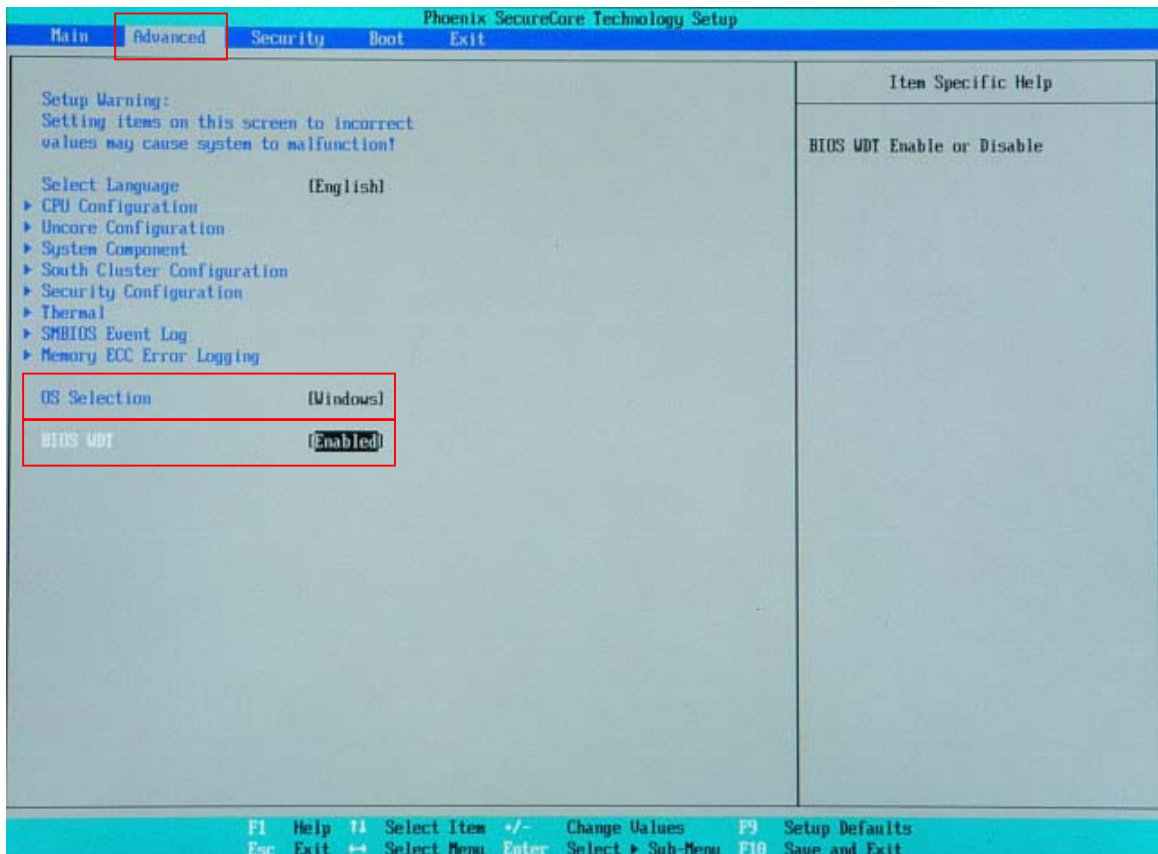 Phoenix SecureCore Technology Setup
Main Advanced Security Boot Exit
Setup Warning:
Setting items on this screen to incorrect
values may cause system to malfunction!
Select Language [English]
▶ CPU Configuration
▶ Uncore Configuration
▶ System Component
▶ South Cluster Configuration
▶ Security Configuration
▶ Thermal
▶ SMBIOS Event Log
▶ Memory ECC Error Logging
OS Selection [Windows]
BIOS WDT [Enabled]
Item Specific Help
BIOS WDT Enable or Disable
F1 Help ↑↓ Select Item +/- Change Values F9 Setup Defaults
Esc Exit ↔ Select Menu Enter Select ▶ Sub-Menu F10 Save and Exit